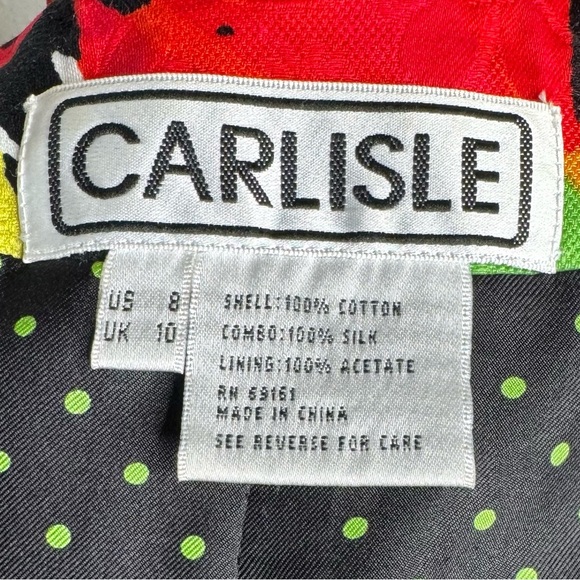 CARLISLE
US 8
UK 10
SHELL:100% COTTON
COMBO:100% SILK
LINING:100% ACETATE
RN 69161
MADE IN CHINA
SEE REVERSE FOR CARE